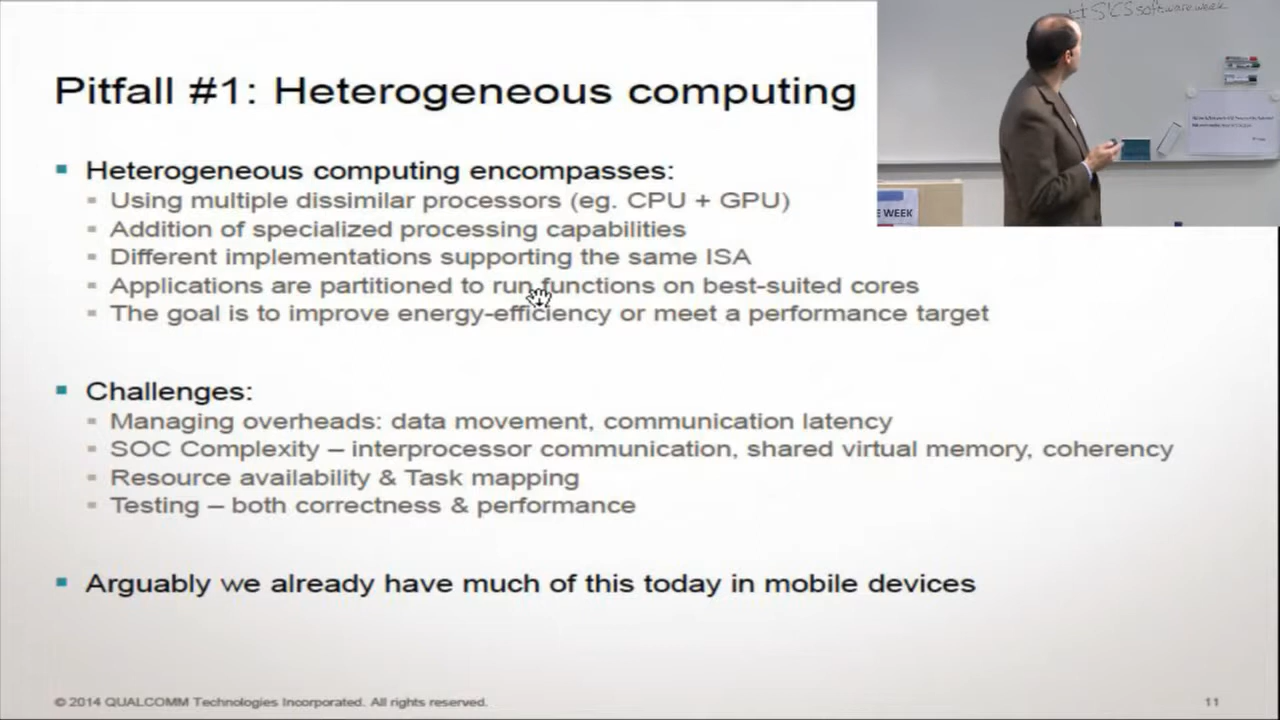 Pitfall #1: Heterogeneous computing
Heterogeneous computing encompasses:
Using multiple dissimilar processors (eg. CPU + GPU)
Addition of specialized processing capabilities
Different implementations supporting the same ISA
Applications are partitioned to run functions on best-suited cores
The goal is to improve energy-efficiency or meet a performance target
Challenges:
Managing overheads: data movement, communication latency
SOC Complexity – interprocessor communication, shared virtual memory, coherency
Resource availability & Task mapping
Testing – both correctness & performance
Arguably we already have much of this today in mobile devices
© 2014 QUALCOMM Technologies Incorporated. All rights reserved.
11
#SICSsoftwareweek
WEEK